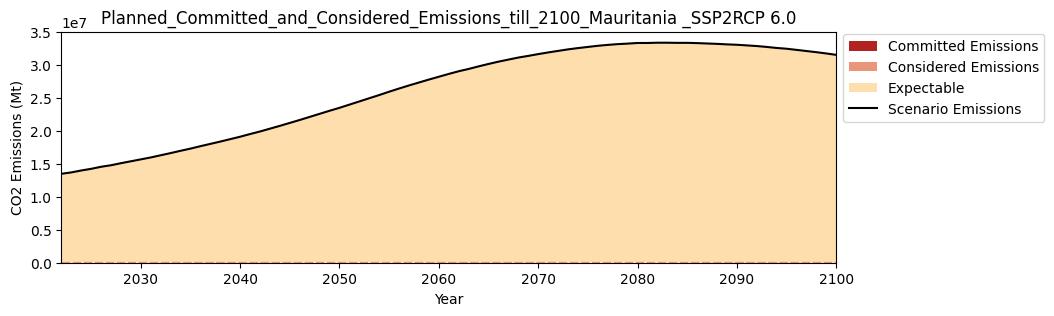 Planned_Committed_and_Considered_Emissions_till_2100_Mauritania _SSP2RCP 6.0
1e7
3.5
3.0
2.5
2.0
1.5
1.0
0.5
0.0
CO2 Emissions (Mt)
2030 2040 2050 2060 2070 2080 2090 2100
Year
Committed Emissions
Considered Emissions
Expectable
Scenario Emissions